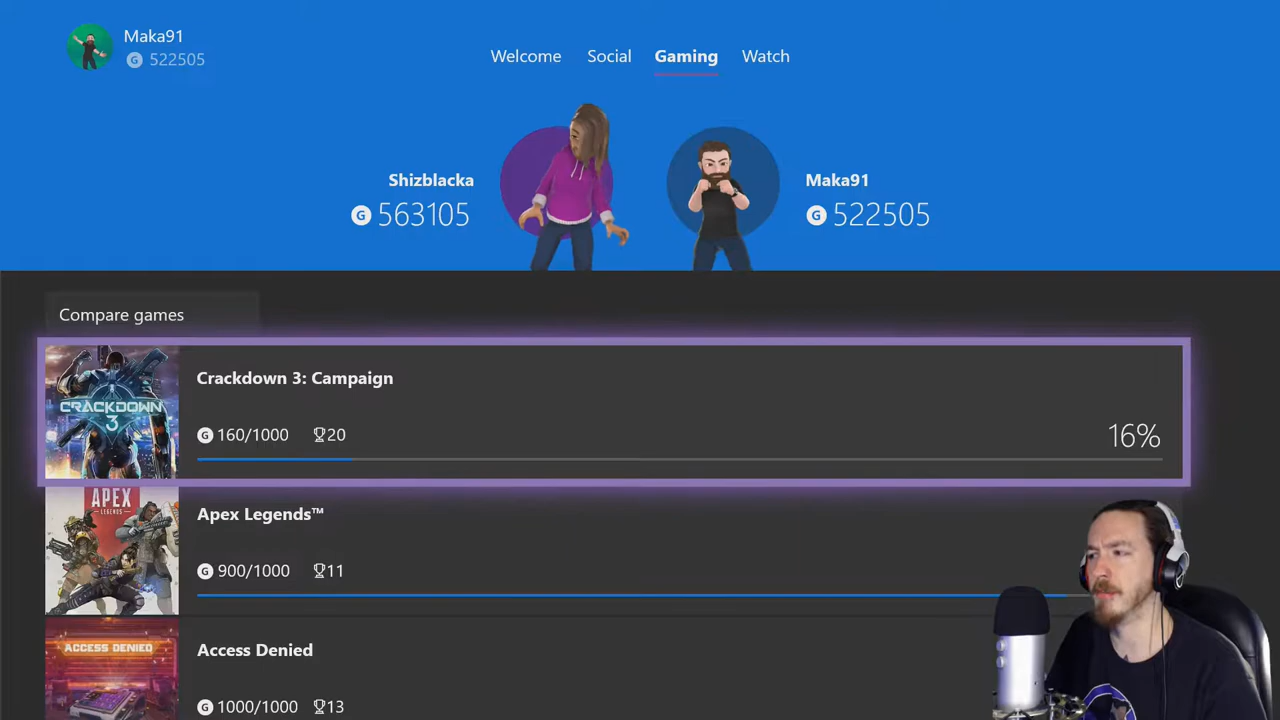 Maka91
G 522505
Welcome Social Gaming Watch
Shizblacka
G 563105
Maka91
G 522505
Compare games
CRACKDOWN
3
Crackdown 3: Campaign
G 160/1000 20
16%
APEX
LEGENDS
Apex Legends™
G 900/1000 11
ACCESS DENIED
Access Denied
G 1000/1000 13